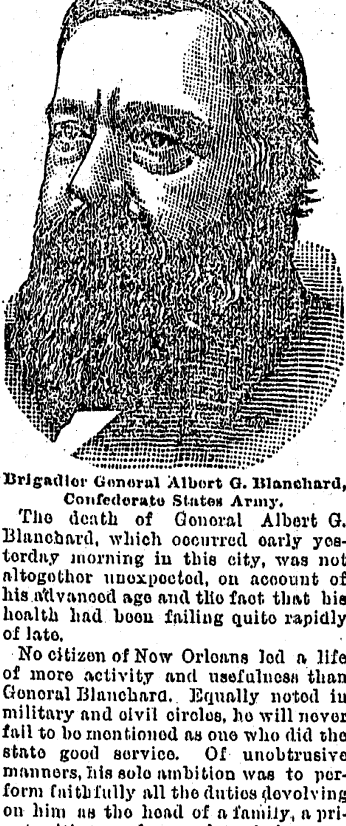 Brigadier General Albert G. Blanchard,
Confederate States Army.
The death of General Albert G.
Blanchard, which occurred early yes-
terday morning in this city, was not
altogether unexpected, on account of
his advanced age and the fact that his
health had been failing quite rapidly
of late.
No citizen of New Orleans led a life
of more activity and usefulness than
General Blanchard. Equally noted in
military and civil circles, he will never
fail to be mentioned as one who did the
state good service. Of unobtrusive
manners, his sole ambition was to per-
form faithfully all the duties devolving
on him as the head of a family, a pri-